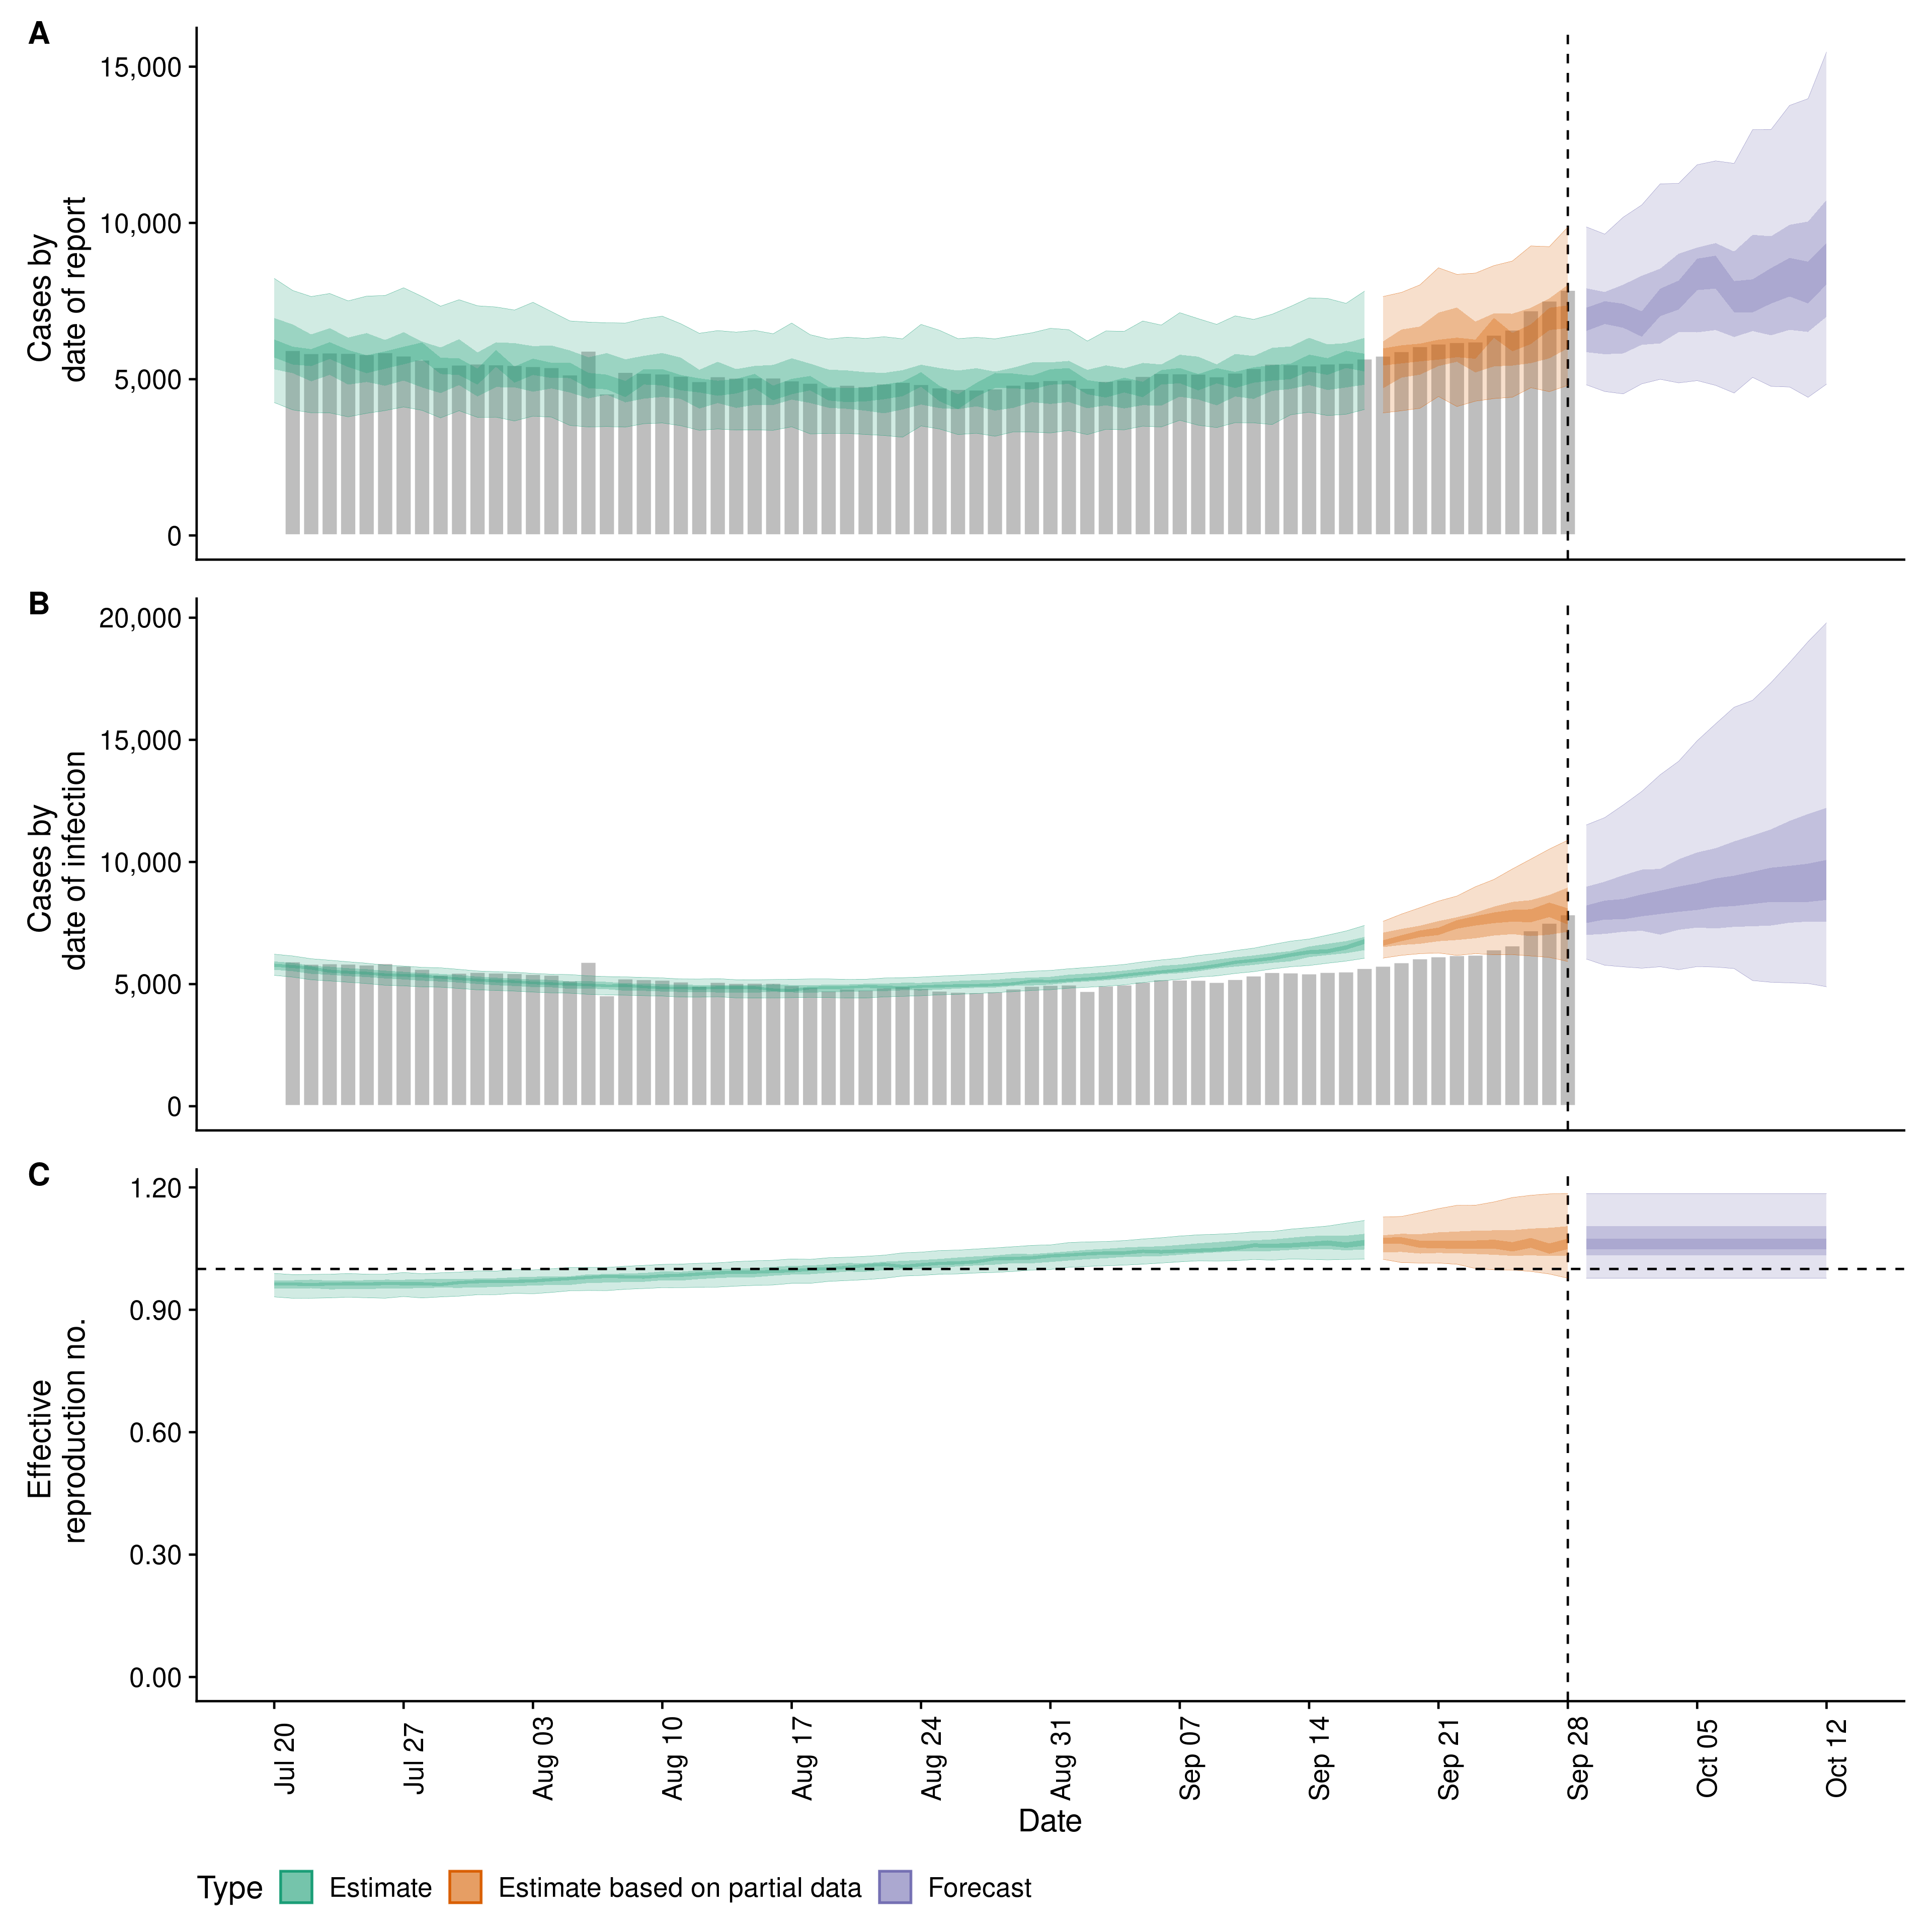 A
15,000
10,000
5,000
0
Cases by
date of report
B
20,000
15,000
10,000
5,000
0
Cases by
date of infection
C
1.20
0.90
0.60
0.30
0.00
Effective
reproduction no.
Jul 20
Jul 27
Aug 03
Aug 10
Aug 17
Aug 24
Aug 31
Sep 07
Sep 14
Sep 21
Sep 28
Oct 05
Oct 12
Date
Type Estimate Estimate based on partial data Forecast